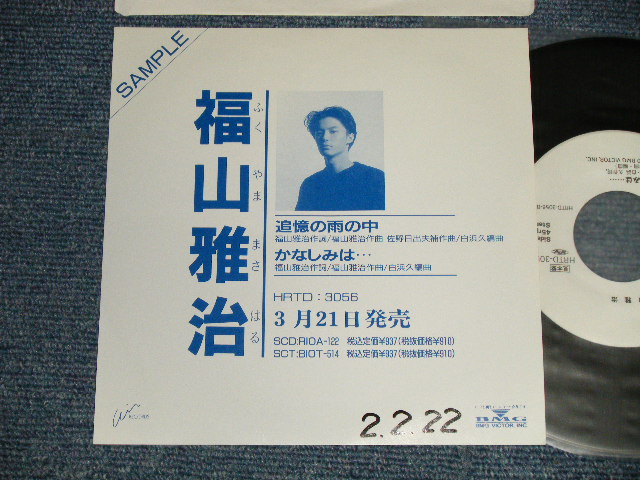 SAMPLE
福山雅治
ふく やま まさ はる
追憶の雨の中
福山雅治作詞/福山雅治作曲 佐野日出夫補作曲/白浜久編曲
かなしみは…
福山雅治作詞/福山雅治作曲/白浜久編曲
HRTD：3056
3月21日発売
SCD:RIOA-122 税込定価¥937(税抜価格¥910)
SCT:BIOT-514 税込定価¥937(税抜価格¥910)
BMG
BMG VICTOR, INC.
2.2.22
HRTD-3056-B